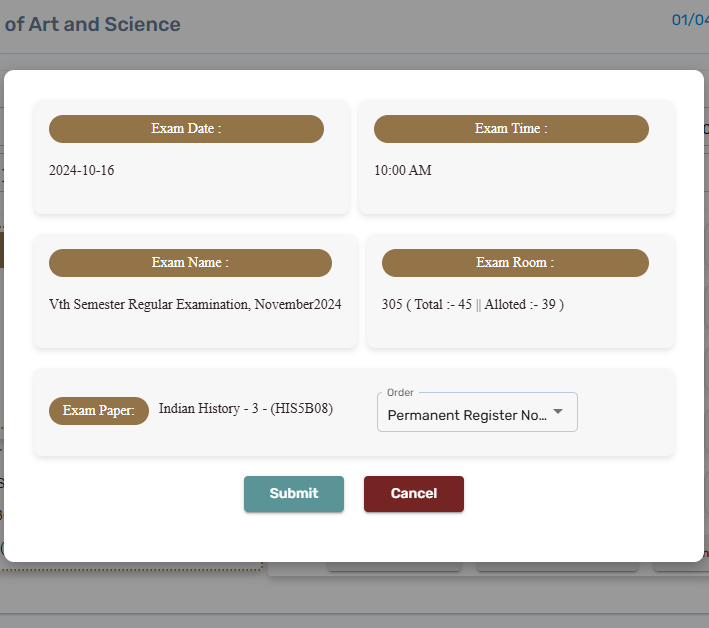 of Art and Science
01/04
Exam Date :
Exam Time :
2024-10-16
10:00 AM
Exam Name :
Exam Room :
Vth Semester Regular Examination, November2024
305 ( Total :- 45 || Alloted :- 39 )
Order
Exam Paper:
Indian History - 3 - (HIS5B08)
Permanent Register No...
Submit
Cancel